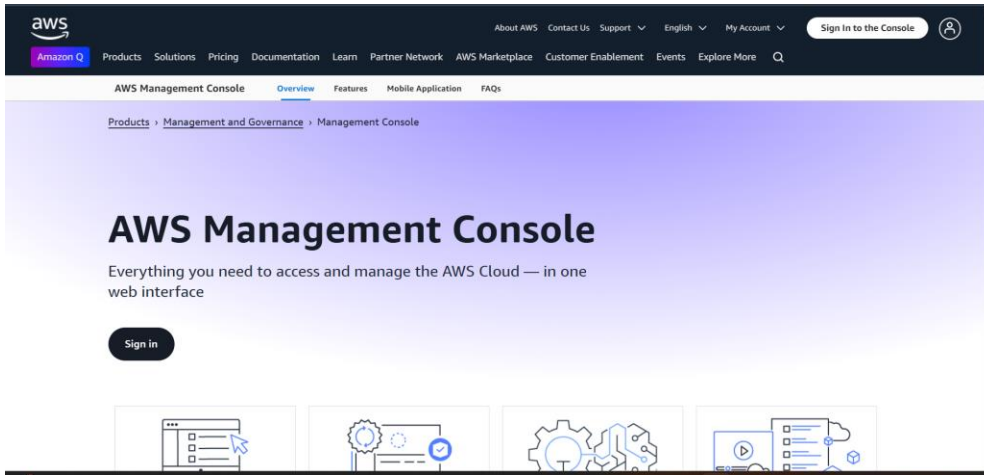 aws
About AWS Contact Us Support English My Account Sign In to the Console
Amazon Q Products Solutions Pricing Documentation Learn Partner Network AWS Marketplace Customer Enablement Events Explore More
AWS Management Console Overview Features Mobile Application FAQs
Products › Management and Governance › Management Console
AWS Management Console
Everything you need to access and manage the AWS Cloud — in one
web interface
Sign in